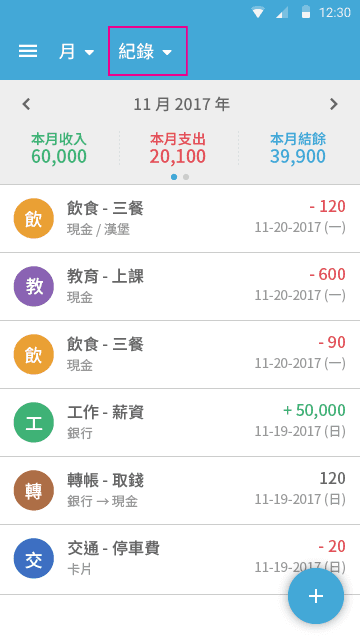 12:30
月 紀錄
11 月 2017 年
本月收入 本月支出 本月結餘
60,000 20,100 39,900
飲 飲食 - 三餐 - 120
現金 / 漢堡 11-20-2017 (一)
教 教育 - 上課 - 600
現金 11-20-2017 (一)
飲 飲食 - 三餐 - 90
現金 11-20-2017 (一)
工 工作 - 薪資 + 50,000
銀行 11-19-2017 (日)
轉 轉帳 - 取錢 120
銀行 → 現金 11-19-2017 (日)
交 交通 - 停車費 - 20
卡片 11-19-2017 (日)
+